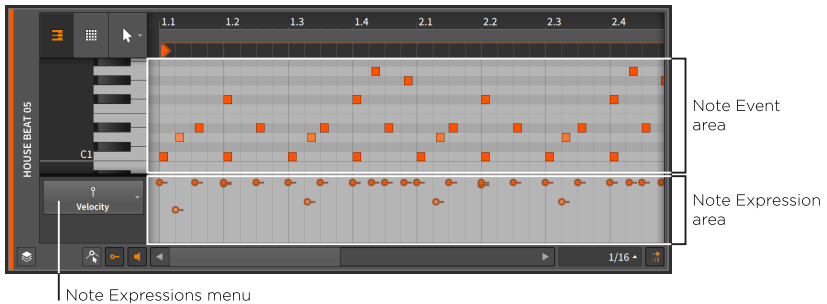 1.1 1.2 1.3 1.4 2.1 2.2 2.3 2.4
HOUSE BEAT 05
Note Event
area
C1
Velocity
Note Expression
area
1/16
Note Expressions menu